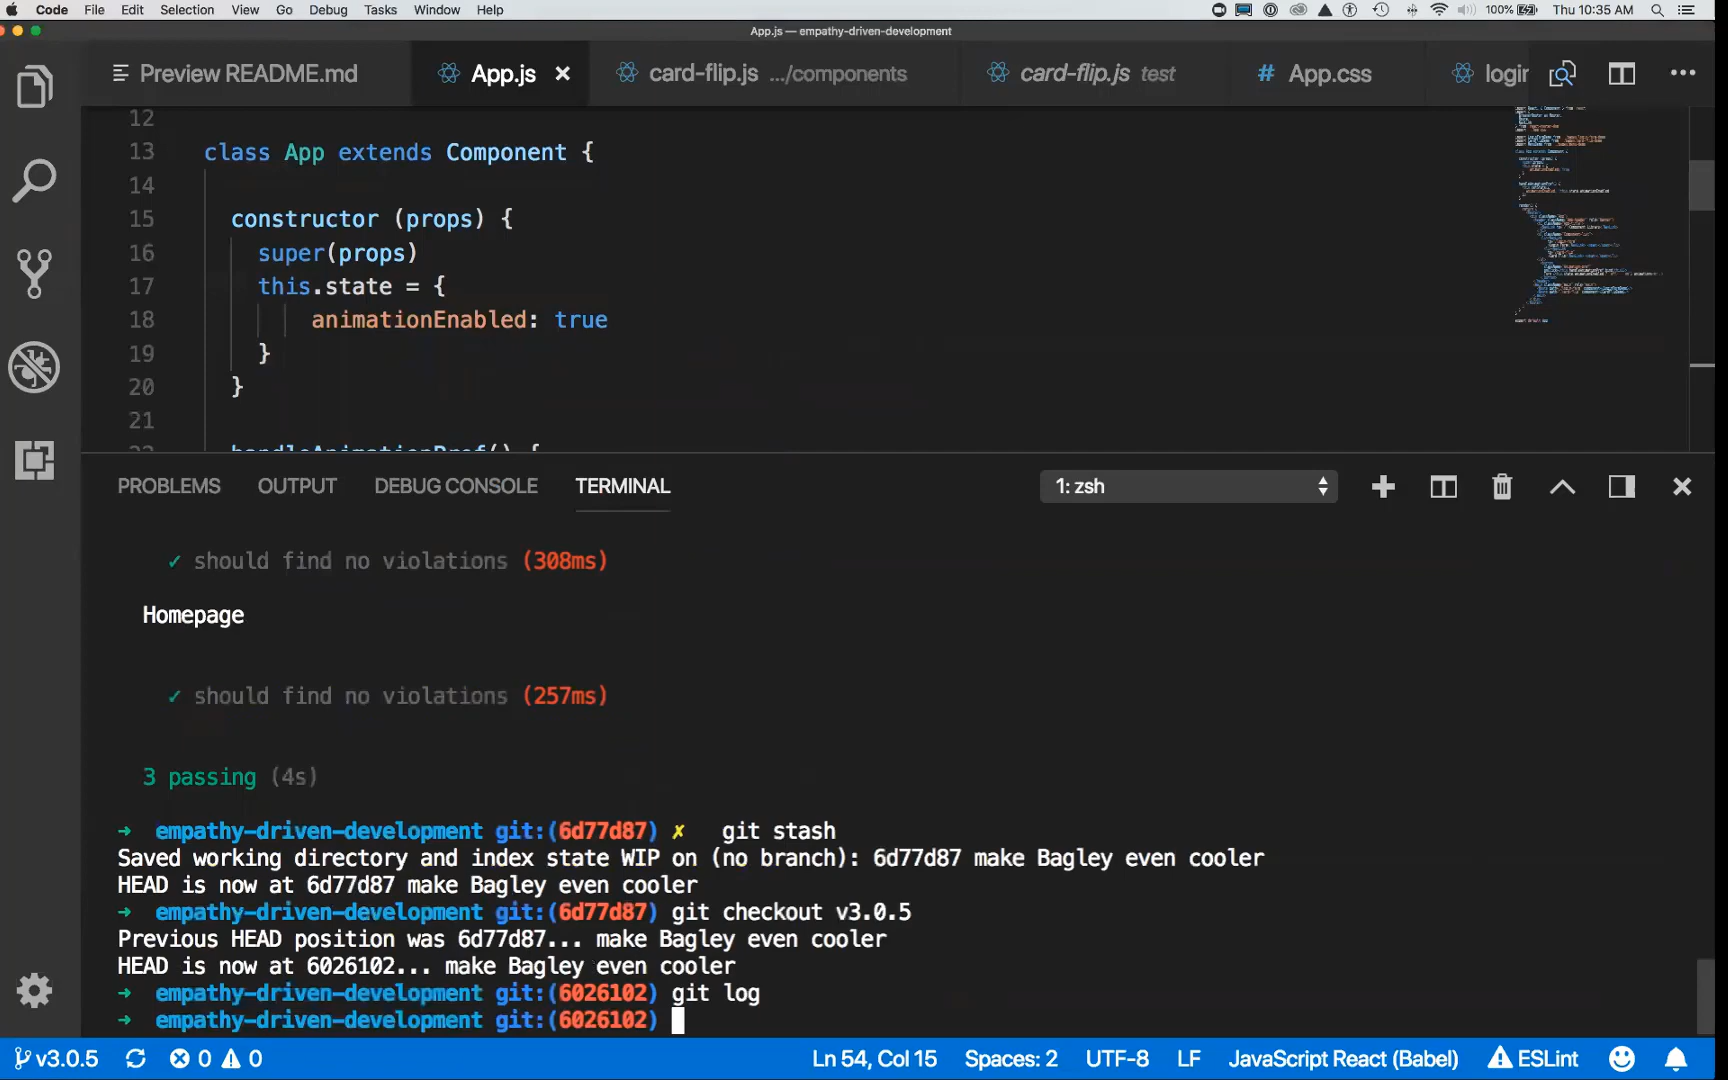 Code File Edit Selection View Go Debug Tasks Window Help 100% Thu 10:35 AM
App.js — empathy-driven-development
Preview README.md App.js card-flip.js .../components card-flip.js test # App.css login
12
13 class App extends Component {
14
15 constructor (props) {
16 super(props)
17 this.state = {
18 animationEnabled: true
19 }
20 }
21
PROBLEMS OUTPUT DEBUG CONSOLE TERMINAL 1: zsh
✓ should find no violations (308ms)
Homepage
✓ should find no violations (257ms)
3 passing (4s)
➜ empathy-driven-development git:(6d77d87) ✗ git stash
Saved working directory and index state WIP on (no branch): 6d77d87 make Bagley even cooler
HEAD is now at 6d77d87 make Bagley even cooler
➜ empathy-driven-development git:(6d77d87) git checkout v3.0.5
Previous HEAD position was 6d77d87... make Bagley even cooler
HEAD is now at 6026102... make Bagley even cooler
➜ empathy-driven-development git:(6026102) git log
➜ empathy-driven-development git:(6026102)
v3.0.5 0 0 Ln 54, Col 15 Spaces: 2 UTF-8 LF JavaScript React (Babel) ESLint